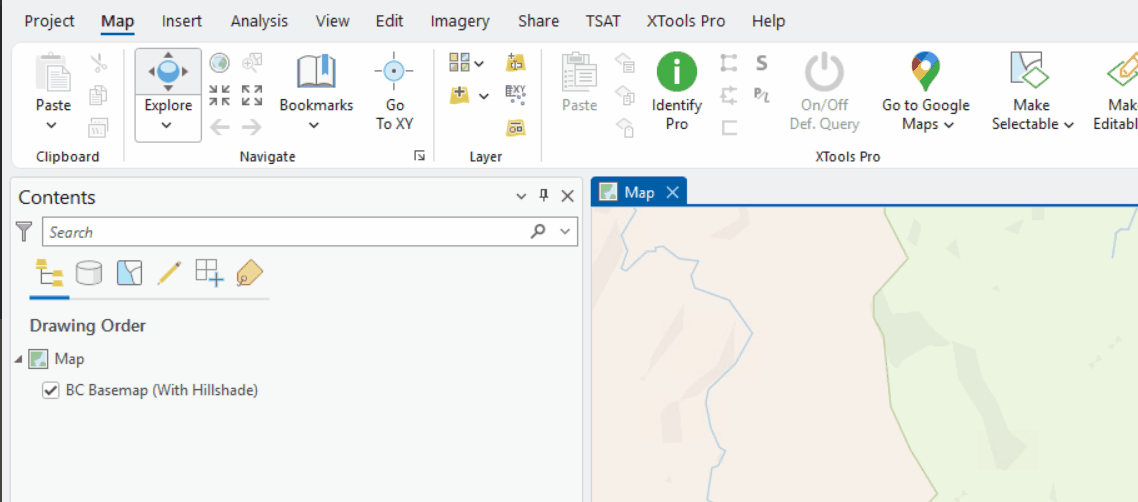 Project Map Insert Analysis View Edit Imagery Share TSAT XTools Pro Help
Paste
Explore
Bookmarks
Go
To XY
XY
Paste
Identify
Pro
S
P/L
On/Off
Def. Query
Go to Google
Maps
Make
Selectable
Mak
Editabl
Clipboard
Navigate
Layer
XTools Pro
Contents
Search
Drawing Order
Map
BC Basemap (With Hillshade)
Map